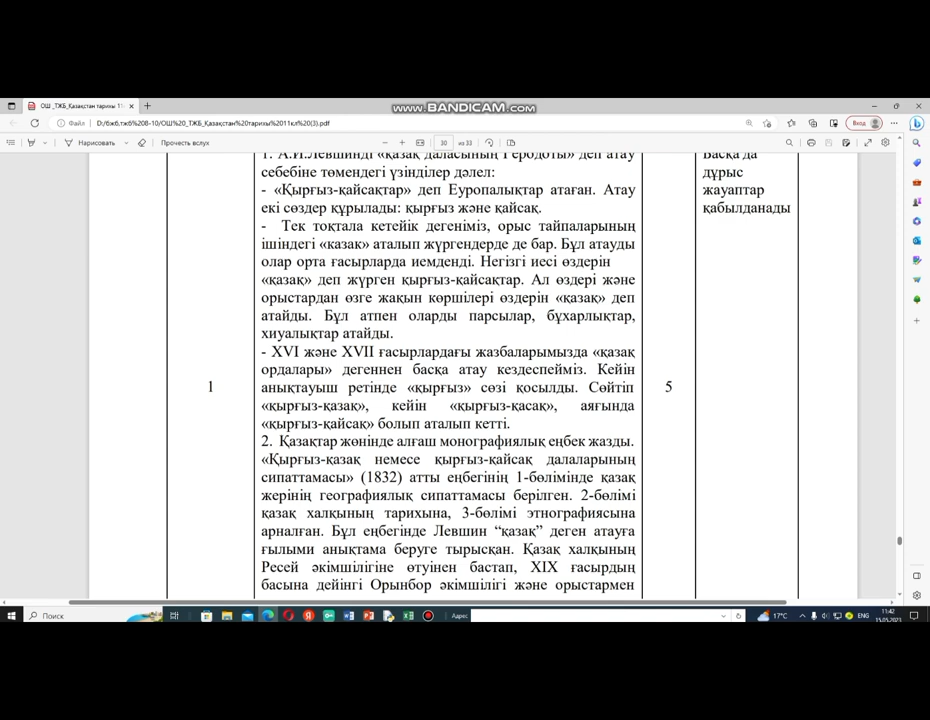 www.BANDICAM.com
ОШ _ТЖБ_Қазақстан тарихы 11
Файл
D:/бжб,тжб%208-10/ОШ%20_ТЖБ_Қазақстан%20тарихы%2011кл%20(3).pdf
Вход
Нарисовать
Прочесть вслух
30
из 33
1. А.И.Левшинді «қазақ даласының Геродоты» деп атау
себебіне төмендегі үзінділер дәлел:
- «Қырғыз-қайсақтар» деп Еуропалықтар атаған. Атау
екі сөздер құрылады: қырғыз және қайсақ.
- Тек тоқтала кетейік дегеніміз, орыс тайпаларының
ішіндегі «казак» аталып жүргендерде де бар. Бұл атауды
олар орта ғасырларда иемденді. Негізгі иесі өздерін
«қазақ» деп жүрген қырғыз-қайсақтар. Ал өздері және
орыстардан өзге жақын көршілері өздерін «қазақ» деп
атайды. Бұл атпен оларды парсылар, бұхарлықтар,
хиуалықтар атайды.
- XVI және XVII ғасырлардағы жазбаларымызда «қазақ
ордалары» дегеннен басқа атау кездеспейміз. Кейін
анықтауыш ретінде «қырғыз» сөзі қосылды. Сөйтіп
«қырғыз-қазақ», кейін «қырғыз-қасақ», аяғында
«қырғыз-қайсақ» болып аталып кетті.
2. Қазақтар жөнінде алғаш монографиялық еңбек жазды.
«Қырғыз-қазақ немесе қырғыз-қайсақ далаларының
сипаттамасы» (1832) атты еңбегінің 1-бөлімінде қазақ
жерінің географиялық сипаттамасы берілген. 2-бөлімі
қазақ халқының тарихына, 3-бөлімі этнографиясына
арналған. Бұл еңбегінде Левшин “қазақ” деген атауға
ғылыми анықтама беруге тырысқан. Қазақ халқының
Ресей әкімшілігіне өтуінен бастап, XIX ғасырдың
басына дейінгі Орынбор әкімшілігі және орыстармен
1
5
Басқа да
дұрыс
жауаптар
қабылданады
Поиск
Адрес
17°C
ENG
11:42
15.05.2023